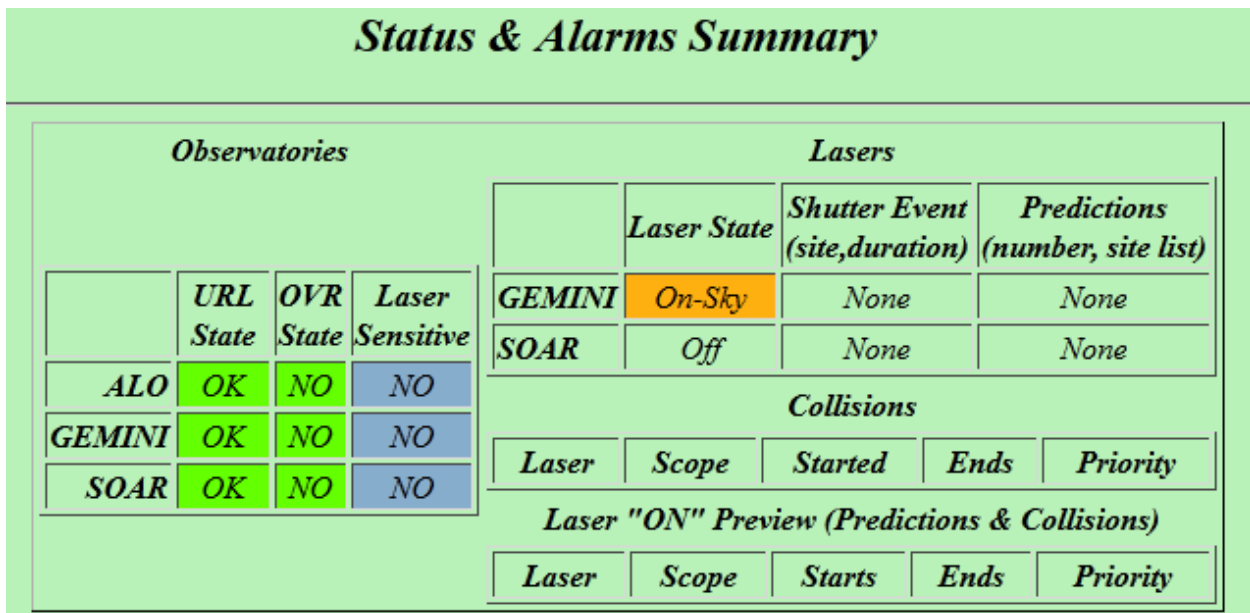 Status & Alarms Summary
Observatories
URL State OVR State Laser Sensitive
ALO OK NO NO
GEMINI OK NO NO
SOAR OK NO NO
Lasers
Laser State Shutter Event (site,duration) Predictions (number, site list)
GEMINI On-Sky None None
SOAR Off None None
Collisions
Laser Scope Started Ends Priority
Laser "ON" Preview (Predictions & Collisions)
Laser Scope Starts Ends Priority